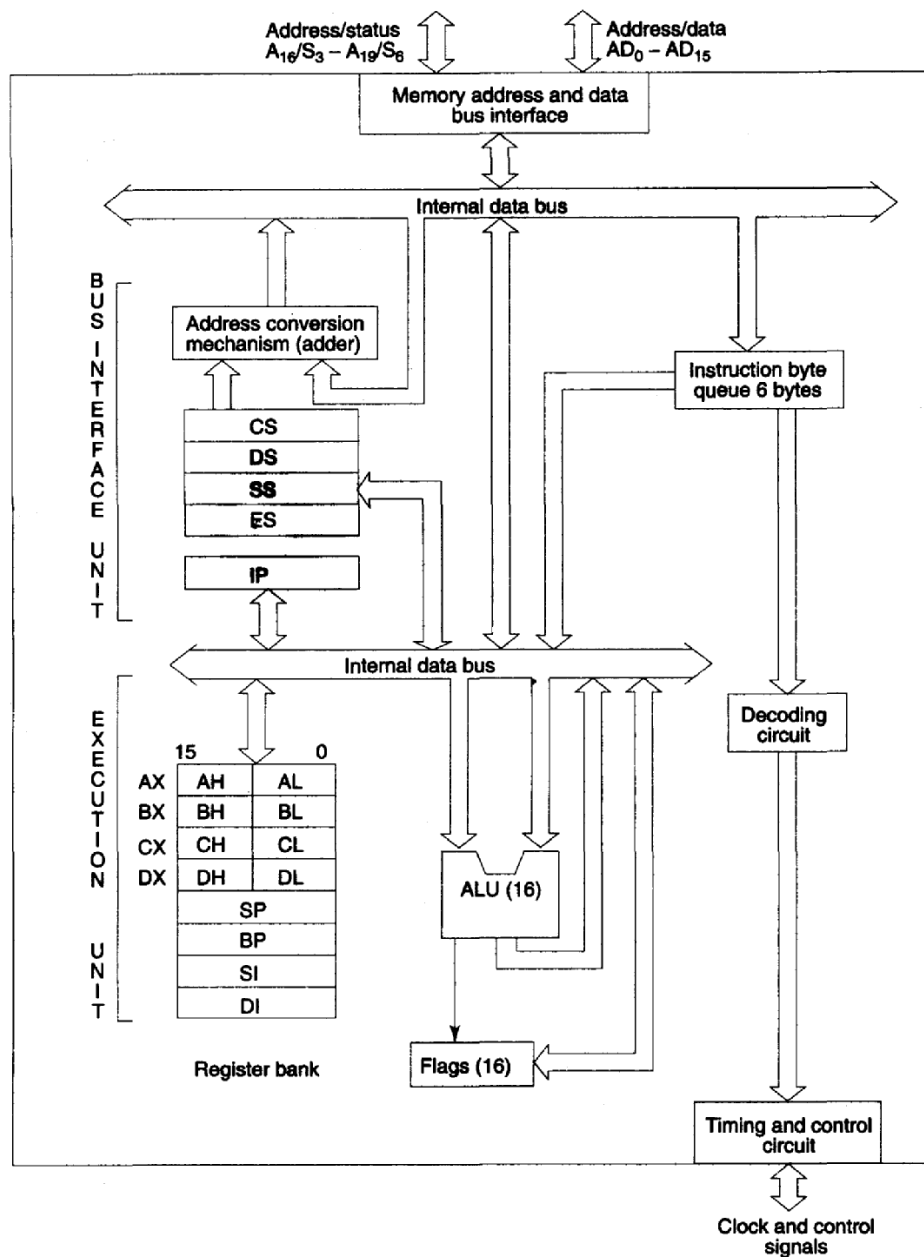 Address/status
A16/S3 – A19/S6
Address/data
AD0 – AD15
Memory address and data
bus interface
Internal data bus
BUS INTERFACE UNIT
Address conversion
mechanism (adder)
Instruction byte
queue 6 bytes
CS
DS
SS
ES
IP
Internal data bus
EXECUTION UNIT
Decoding
circuit
15 0
AX AH AL
BX BH BL
CX CH CL
DX DH DL
SP
BP
SI
DI
ALU (16)
Register bank
Flags (16)
Timing and control
circuit
Clock and control
signals